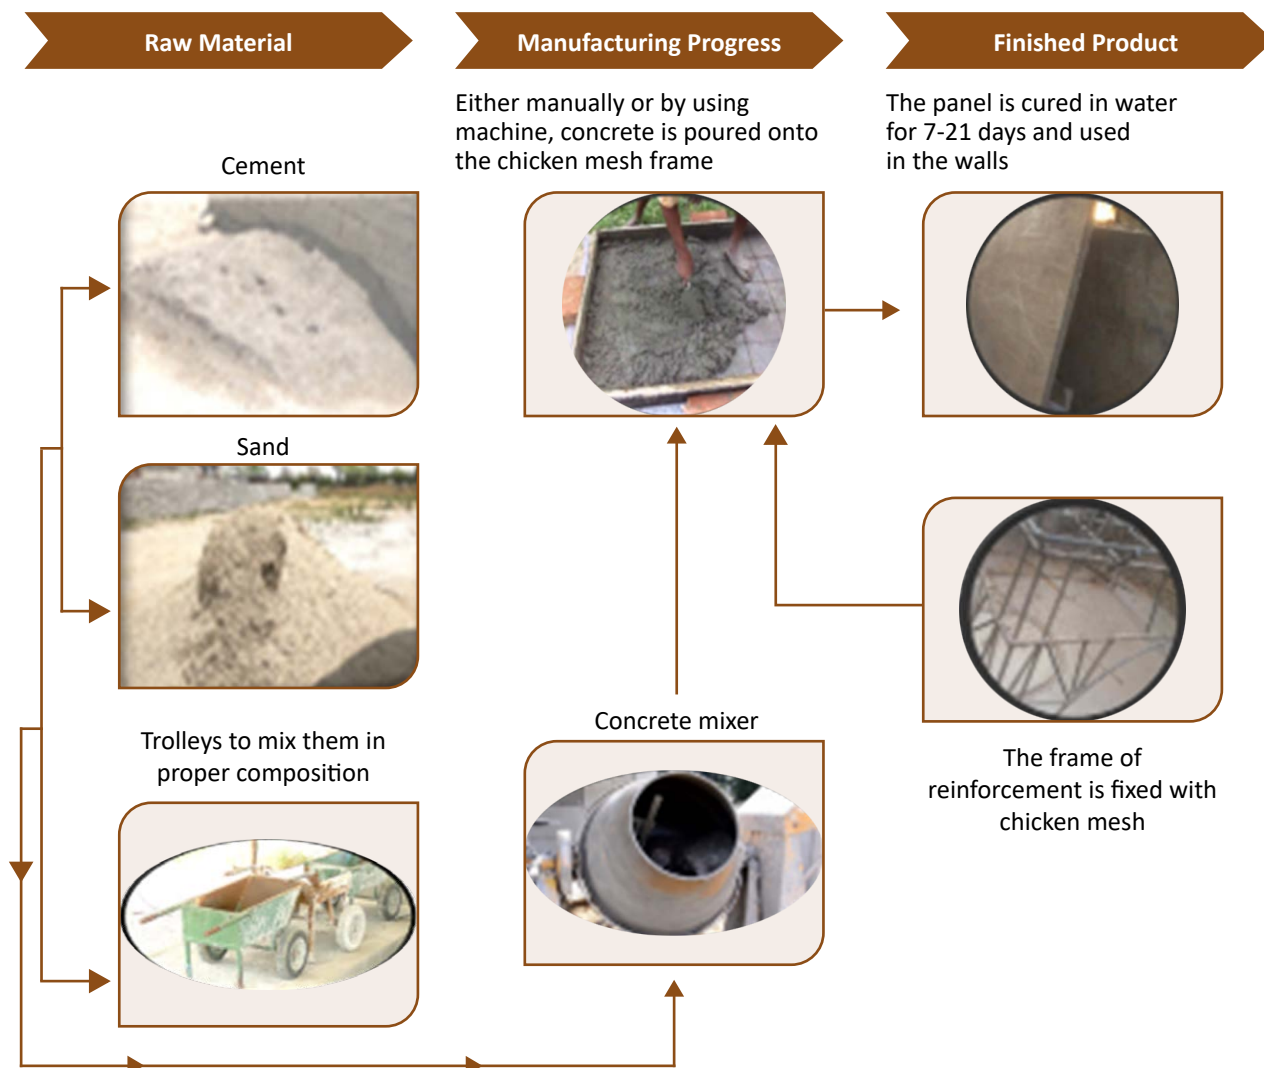 Raw Material
Manufacturing Progress
Finished Product
Either manually or by using
machine, concrete is poured onto
the chicken mesh frame
The panel is cured in water
for 7-21 days and used
in the walls
Cement
Sand
Trolleys to mix them in
proper composition
Concrete mixer
The frame of
reinforcement is fixed with
chicken mesh